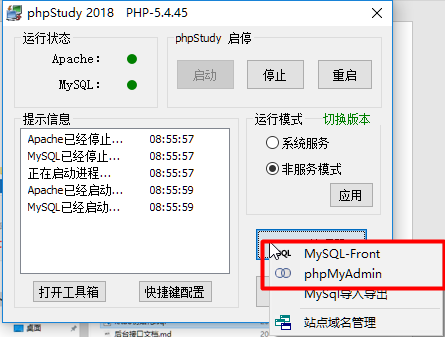 phpStudy 2018 PHP-5.4.45
运行状态
Apache:
MySQL:
phpStudy 启停
启动
停止
重启
提示信息
Apache已经停止... 08:55:57
MySQL已经停止... 08:55:57
正在启动进程... 08:55:57
Apache已经启动... 08:55:59
MySQL已经启动... 08:55:59
运行模式 切换版本
系统服务
非服务模式
应用
MySQL-Front
phpMyAdmin
MySql导入导出
站点域名管理
打开工具箱
快捷键配置
桌面
后台接口文档.md